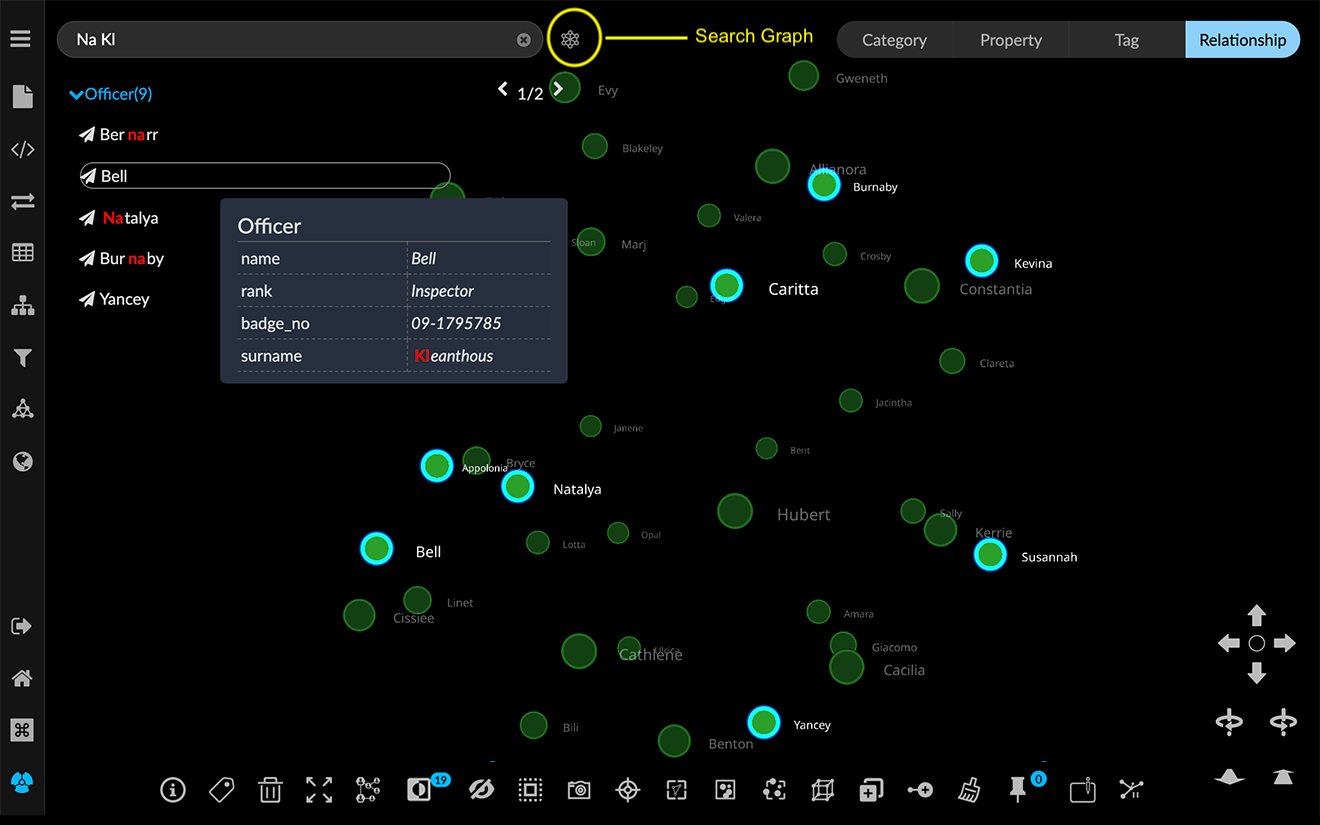 Na Kl
Search Graph
Category
Property
Tag
Relationship
Officer(9)
1/2
Ber narr
Bell
Natalya
Bur naby
Yancey
Officer
name Bell
rank Inspector
badge_no 09-1795785
surname Kleanthous
Evy
Gweneth
Blakeley
Allianora
Burnaby
Valera
Sloan
Marj
Crosby
Kevina
Caritta
Constantia
Clareta
Jacintha
Janene
Bent
Appolonia
Bryce
Natalya
Hubert
Sally
Kerrie
Susannah
Opal
Lotta
Bell
Linet
Cissiee
Amara
Giacomo
Cathlene
Cacilia
Yancey
Bili
Benton
19
0